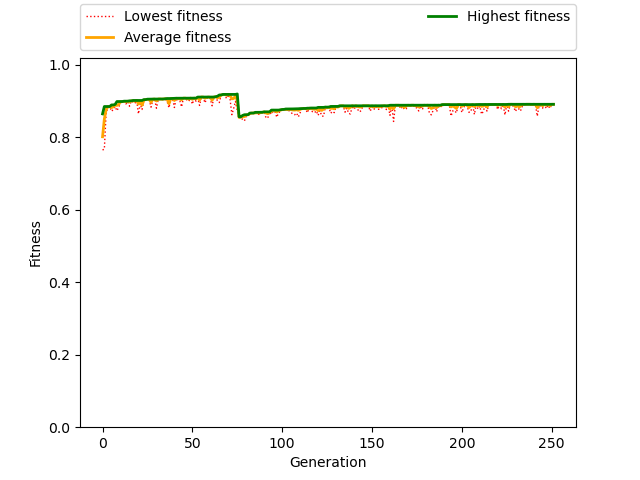 Lowest fitness
Average fitness
Highest fitness
1.0
0.8
0.6
0.4
0.2
0.0
Fitness
0 50 100 150 200 250
Generation